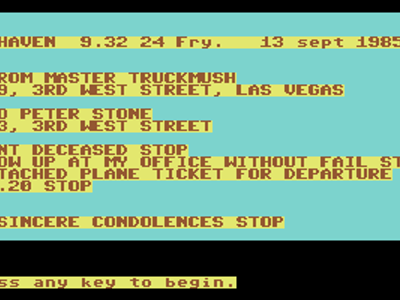 HAVEN 9.32 24 Fry. 13 sept 1985
ROM MASTER TRUCKMUSH
9, 3RD WEST STREET, LAS VEGAS
O PETER STONE
3, 3RD WEST STREET
NT DECEASED STOP
OW UP AT MY OFFICE WITHOUT FAIL ST
TACHED PLANE TICKET FOR DEPARTURE
.20 STOP
SINCERE CONDOLENCES STOP
ss any key to begin.